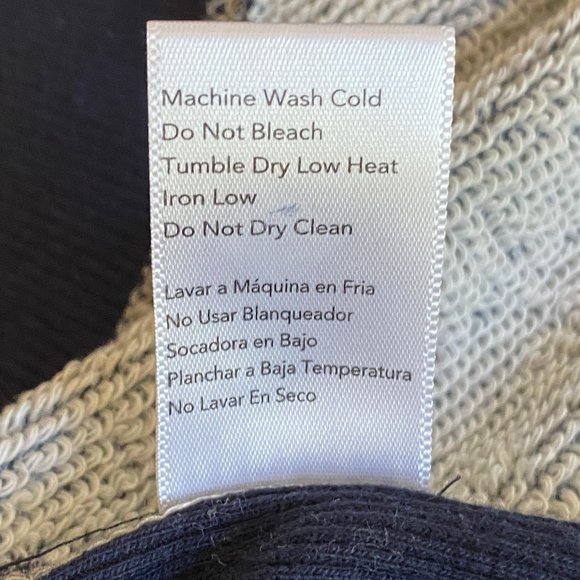 Machine Wash Cold
Do Not Bleach
Tumble Dry Low Heat
Iron Low
Do Not Dry Clean
Lavar a Máquina en Fria
No Usar Blanqueador
Socadora en Bajo
Planchar a Baja Temperatura
No Lavar En Seco